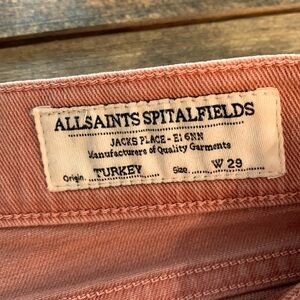 ALLSAINTS SPITALFIELDS
JACKS PLACE - E1 6NN
Manufacturers of Quality Garments
Origin. TURKEY Size. W 29